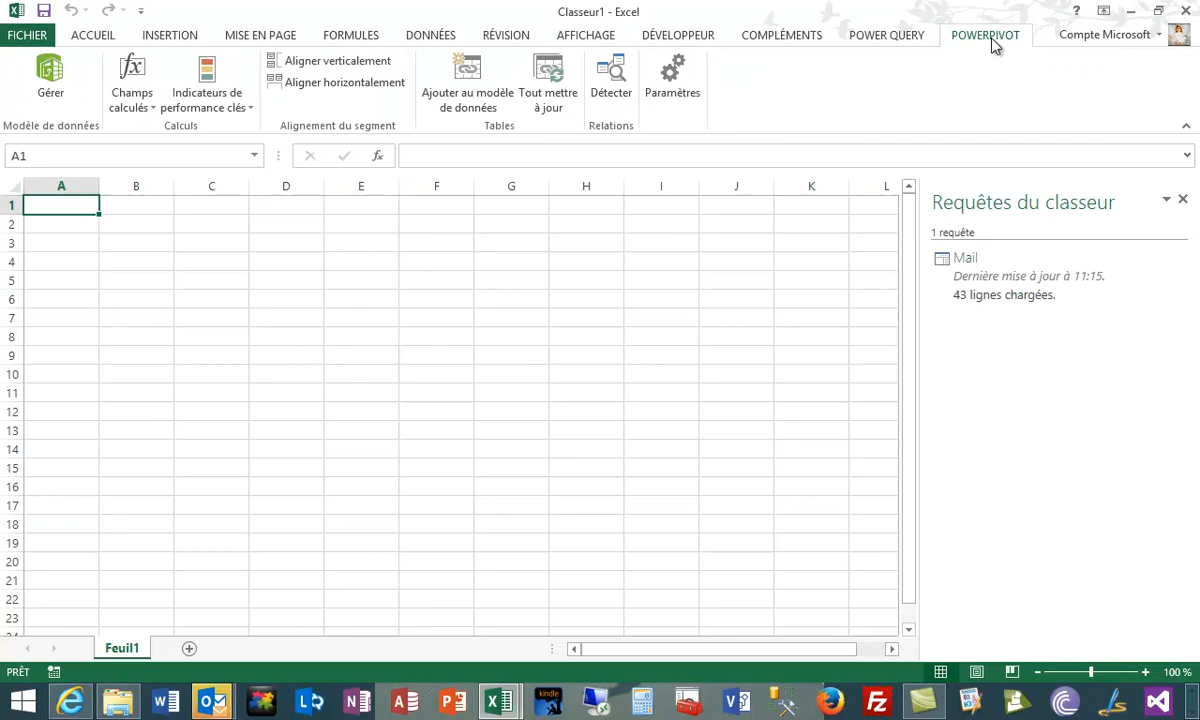 Classeur1 - Excel
?
FICHIER ACCUEIL INSERTION MISE EN PAGE FORMULES DONNÉES RÉVISION AFFICHAGE DÉVELOPPEUR COMPLÉMENTS POWER QUERY POWERPIVOT Compte Microsoft
Gérer
Modèle de données
fx
Champs
calculés
Indicateurs de
performance clés
Calculs
Aligner verticalement
Aligner horizontalement
Alignement du segment
Ajouter au modèle
de données
Tout mettre
à jour
Tables
Détecter
Relations
Paramètres
A1 fx
A B C D E F G H I J K L
1
2
3
4
5
6
7
8
9
10
11
12
13
14
15
16
17
18
19
20
21
22
23
Requêtes du classeur
1 requête
Mail
Dernière mise à jour à 11:15.
43 lignes chargées.
Feuil1
PRÊT
100 %
kindle